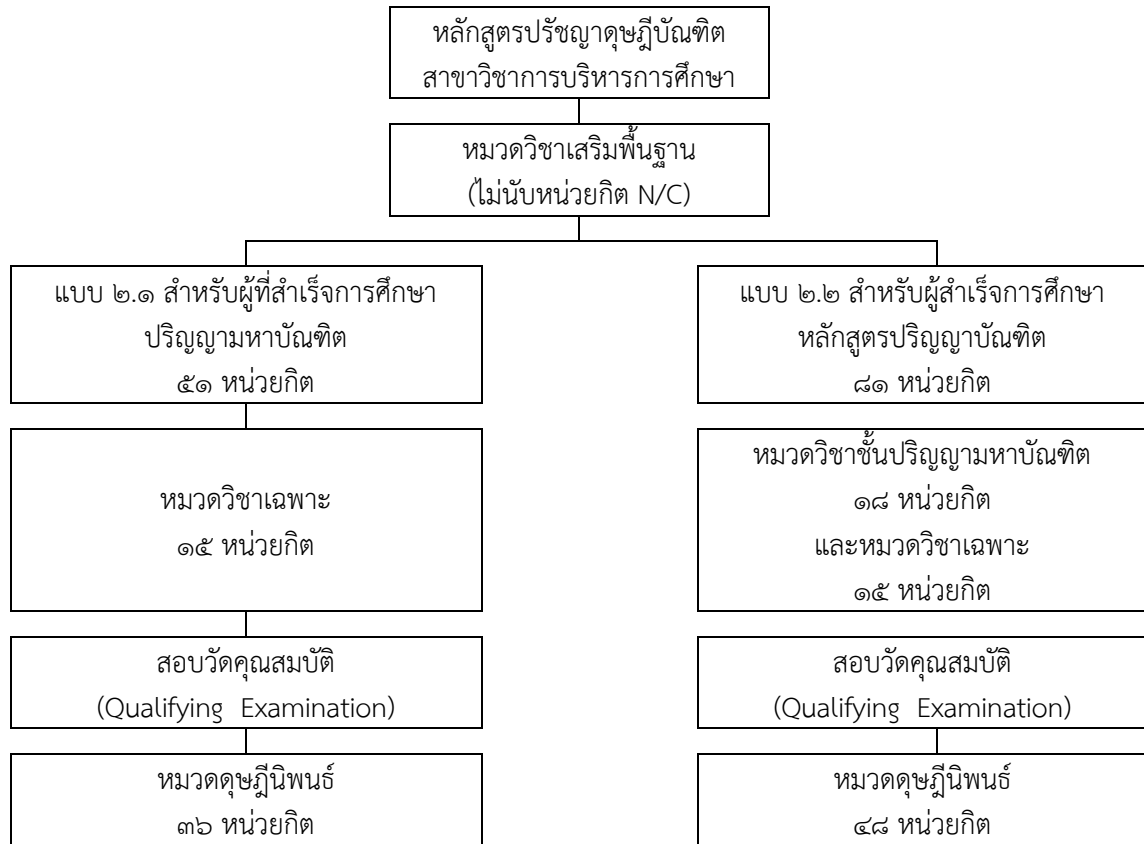 หลักสูตรปรัชญาดุษฎีบัณฑิต
สาขาวิชาการบริหารการศึกษา
หมวดวิชาเสริมพื้นฐาน
(ไม่นับหน่วยกิต N/C)
แบบ ๒.๑ สำหรับผู้ที่สำเร็จการศึกษา
ปริญญามหาบัณฑิต
๕๑ หน่วยกิต
แบบ ๒.๒ สำหรับผู้สำเร็จการศึกษา
หลักสูตรปริญญาบัณฑิต
๘๑ หน่วยกิต
หมวดวิชาเฉพาะ
๑๕ หน่วยกิต
หมวดวิชาชั้นปริญญามหาบัณฑิต
๑๘ หน่วยกิต
และหมวดวิชาเฉพาะ
๑๕ หน่วยกิต
สอบวัดคุณสมบัติ
(Qualifying Examination)
สอบวัดคุณสมบัติ
(Qualifying Examination)
หมวดดุษฎีนิพนธ์
๓๖ หน่วยกิต
หมวดดุษฎีนิพนธ์
๔๘ หน่วยกิต